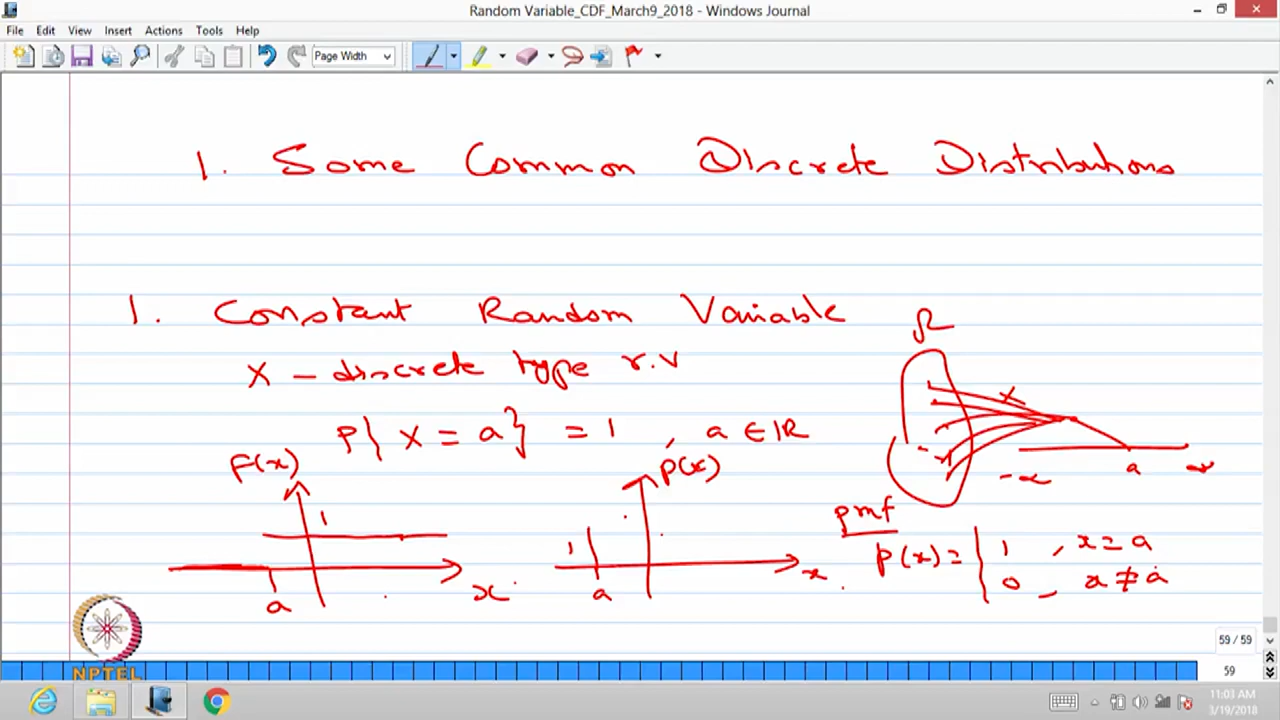 Random Variable_CDF_March9_2018 - Windows Journal
File Edit View Insert Actions Tools Help
Page Width
1. Some Common Discrete Distributions
1. Constant Random Variable
Ω
X - discrete type r.v
X
P{ X = a } = 1 , a ∈ IR
F(x)
p(x)
-∞ a ∞
1
1
a
x
a
x
pmf
p(x) = { 1 , x = a
0 , x ≠ a
NPTEL
59 / 59
59
11:03 AM
3/19/2018